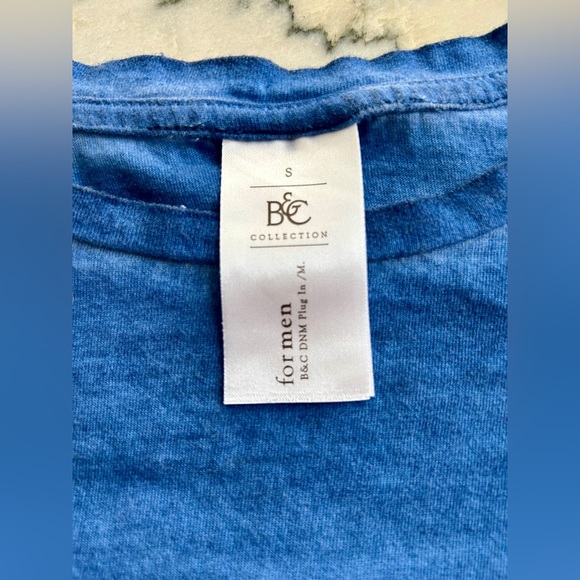 S
B&C
COLLECTION
for men
B&C DNM Plug In /M.